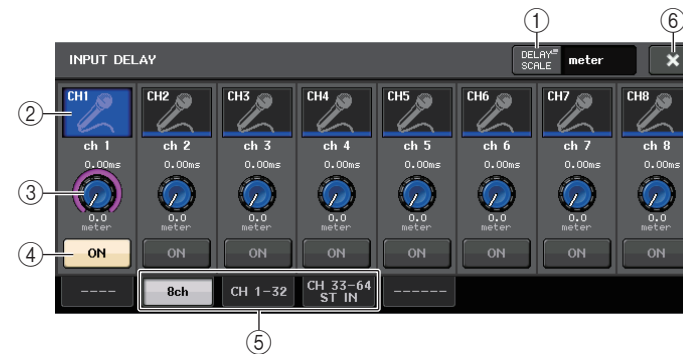 ① ⑥
INPUT DELAY
DELAY SCALE meter
②
CH1 CH2 CH3 CH4 CH5 CH6 CH7 CH8
ch 1 ch 2 ch 3 ch 4 ch 5 ch 6 ch 7 ch 8
0.00ms 0.00ms 0.00ms 0.00ms 0.00ms 0.00ms 0.00ms 0.00ms
③
0.0 0.0 0.0 0.0 0.0 0.0 0.0 0.0
meter meter meter meter meter meter meter meter
④
ON ON ON ON ON ON ON ON
---- 8ch CH 1-32 CH 33-64 ST IN ------
⑤